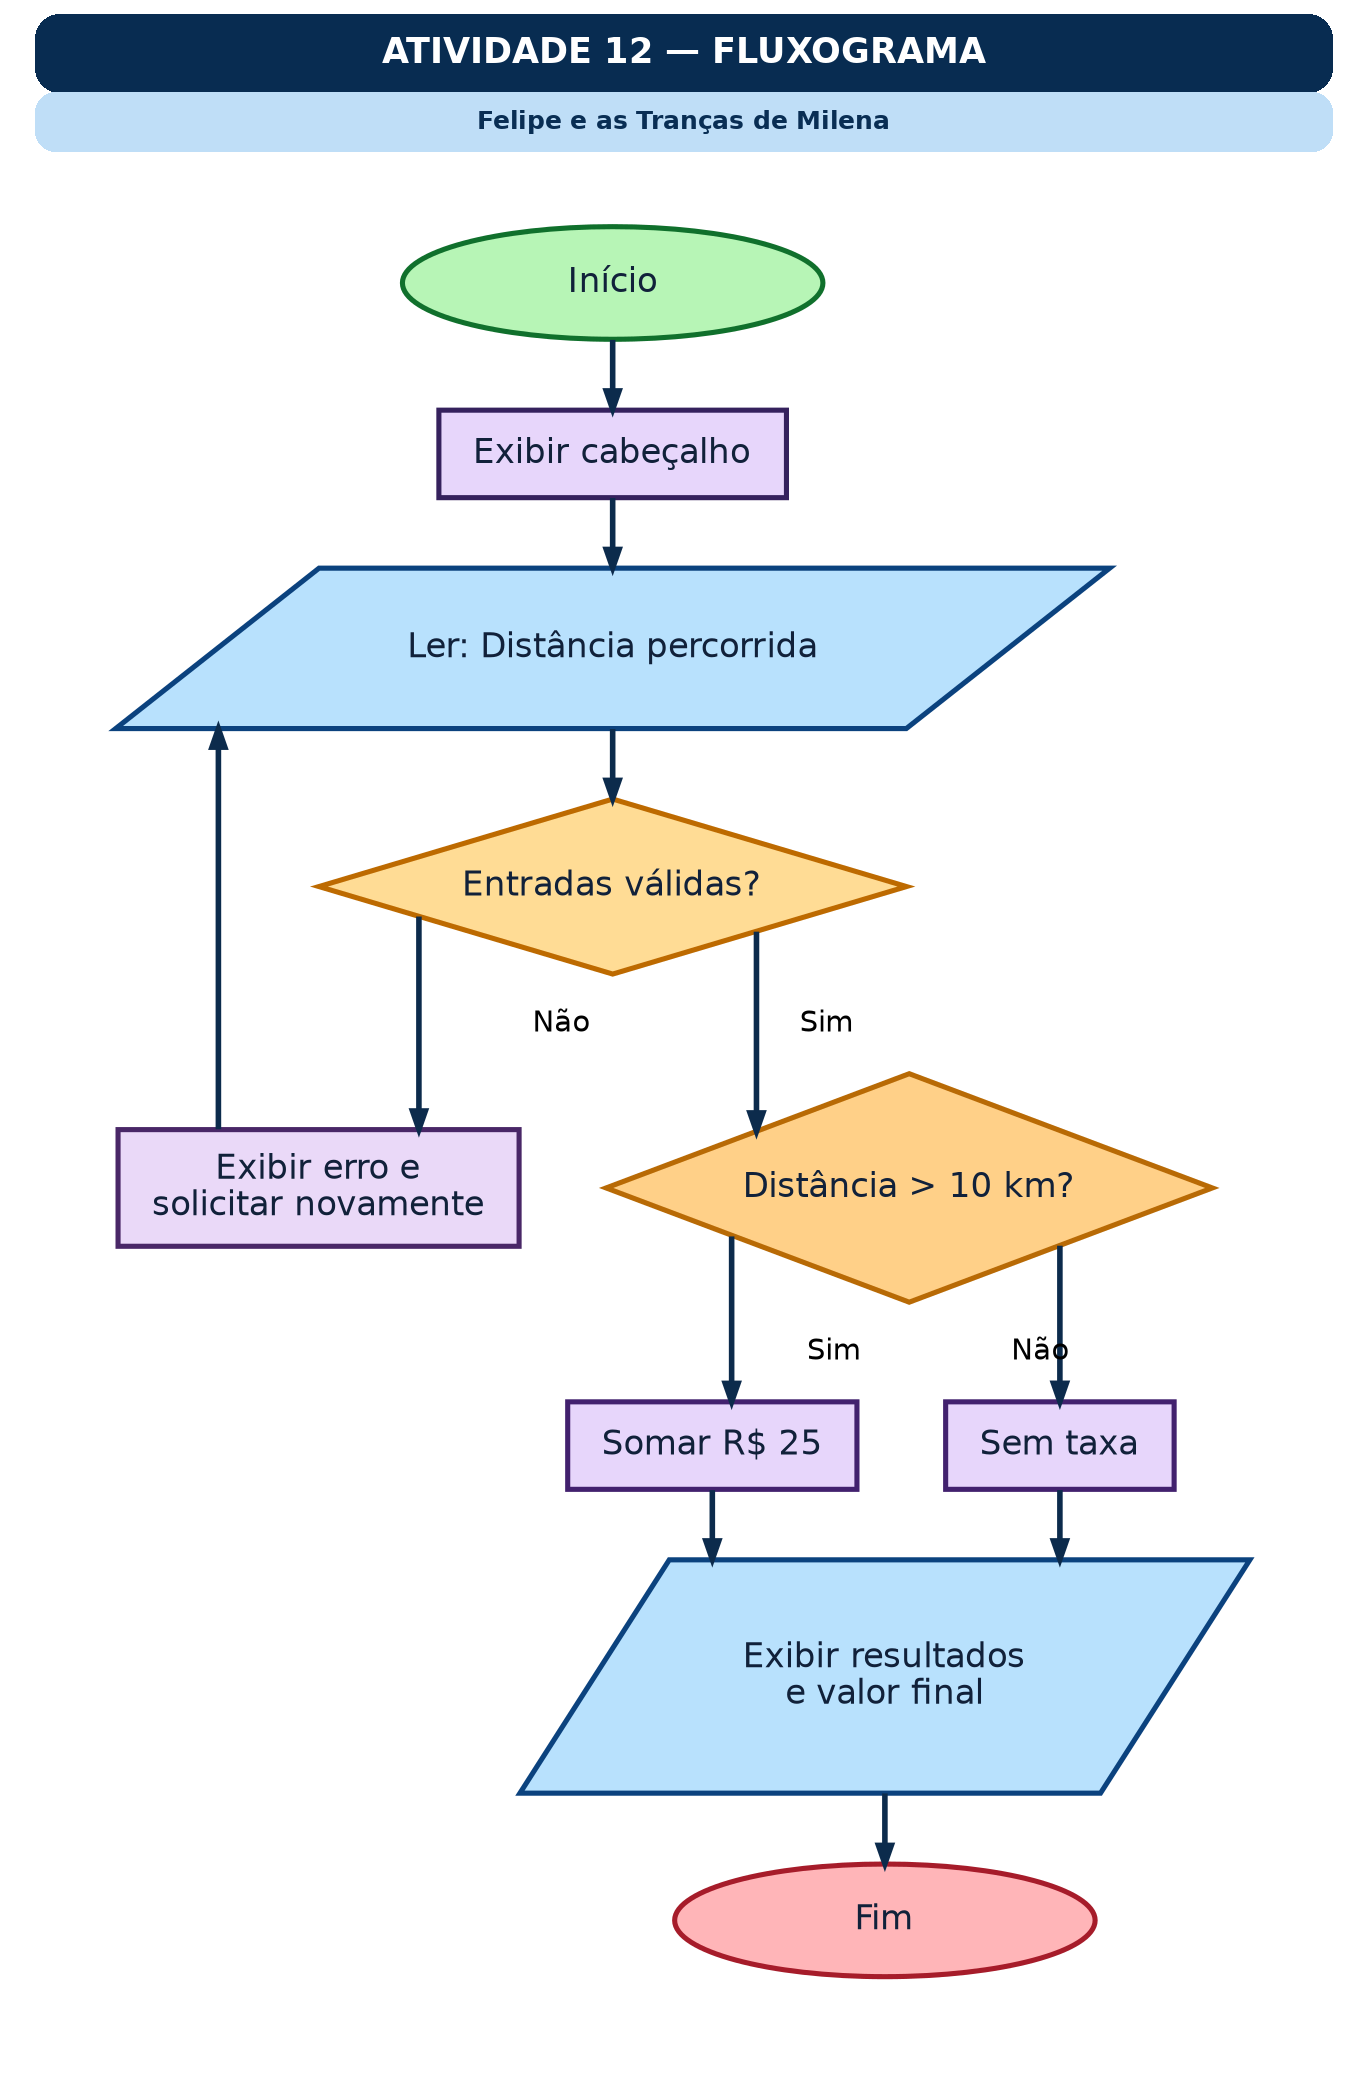 ATIVIDADE 12 — FLUXOGRAMA
Felipe e as Tranças de Milena
Início
Exibir cabeçalho
Ler: Distância percorrida
Entradas válidas?
Não
Sim
Exibir erro e
solicitar novamente
Distância > 10 km?
Sim
Não
Somar R$ 25
Sem taxa
Exibir resultados
e valor final
Fim